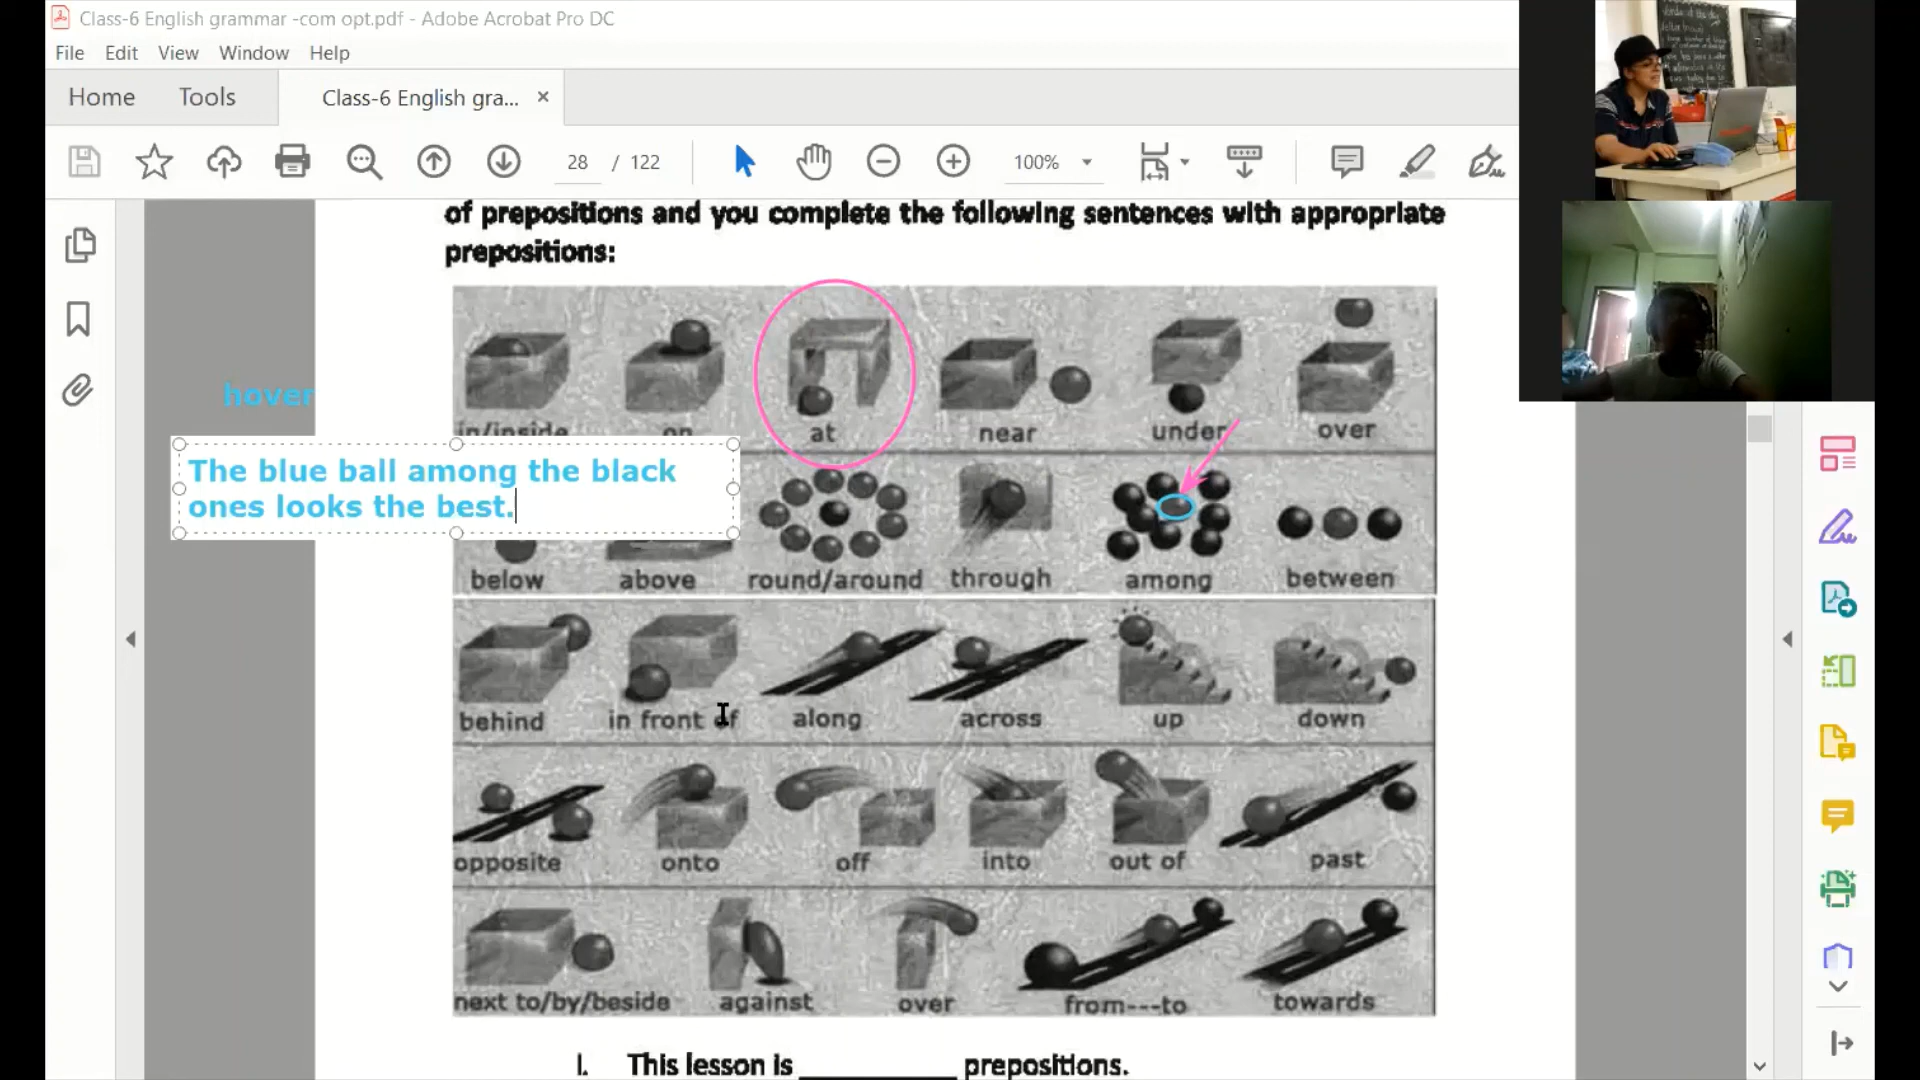 Class-6 English grammar -com opt.pdf - Adobe Acrobat Pro DC
File Edit View Window Help
Home Tools Class-6 English gra... ×
28 / 122 100%
of prepositions and you complete the following sentences with appropriate
prepositions:
hover
in/inside on at near under over
The blue ball among the black
ones looks the best.
below above round/around through among between
behind in front of along across up down
opposite onto off into out of past
next to/by/beside against over from---to towards
I. This lesson is __________ prepositions.